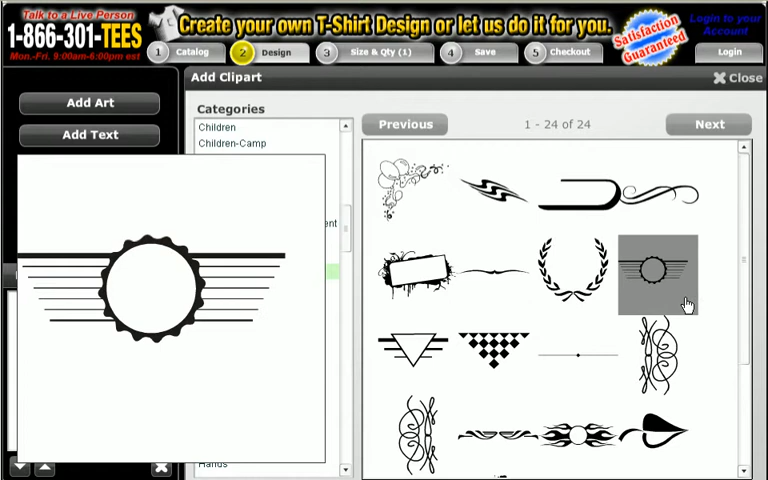 Talk to a Live Person
1-866-301-TEES
Mon.-Fri. 9:00am-6:00pm est
Create your own T-Shirt Design or let us do it for you.
Satisfaction
Guaranteed
Login to your
Account
1 Catalog
2 Design
3 Size & Qty (1)
4 Save
5 Checkout
Login
Add Art
Add Text
Add Clipart
Close
Categories
Children
Children-Camp
ent
Hands
Previous
1 - 24 of 24
Next